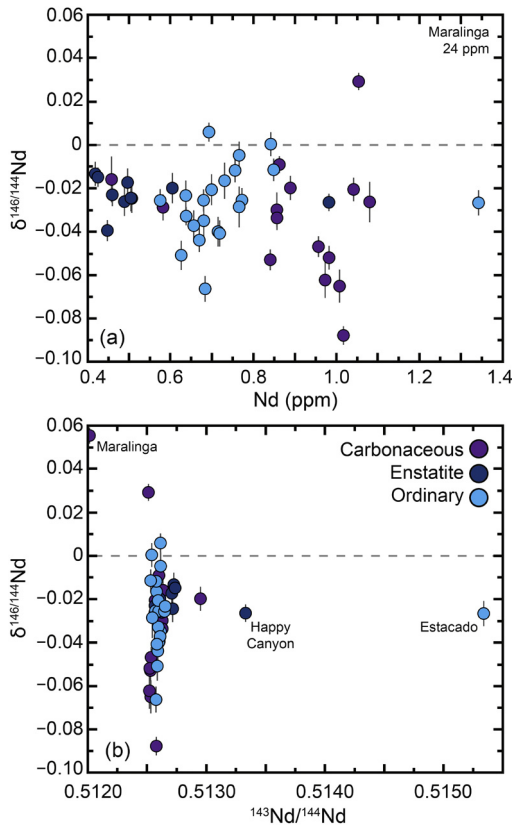 0.06
0.04
0.02
0
−0.02
−0.04
−0.06
−0.08
−0.10
δ146/144Nd
Maralinga
24 ppm
(a)
0.4
0.6
0.8
1.0
1.2
1.4
Nd (ppm)
0.06
0.04
0.02
0
−0.02
−0.04
−0.06
−0.08
−0.10
δ146/144Nd
Maralinga
Carbonaceous
Enstatite
Ordinary
Happy
Canyon
Estacado
(b)
0.5120
0.5130
0.5140
0.5150
143Nd/144Nd